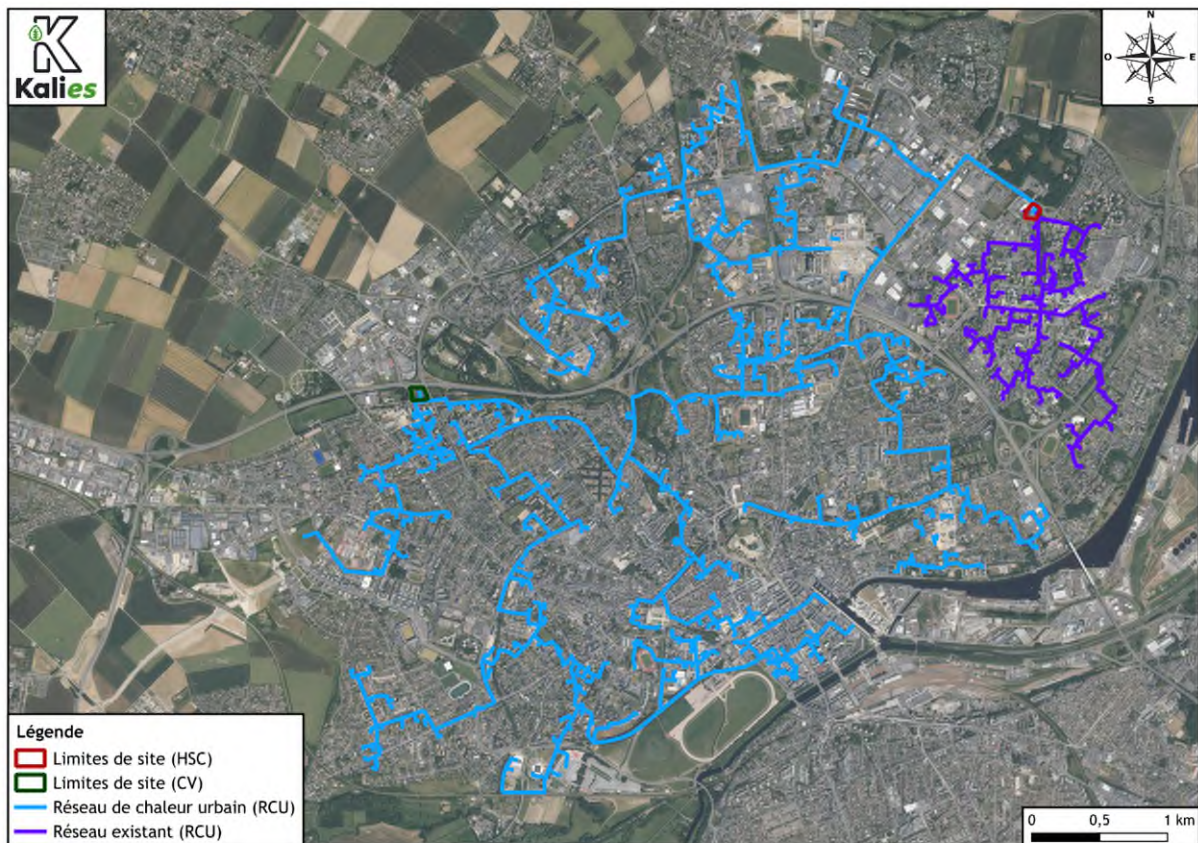 Kalies
N
O
E
S
Légende
Limites de site (HSC)
Limites de site (CV)
Réseau de chaleur urbain (RCU)
Réseau existant (RCU)
0 0,5 1 km